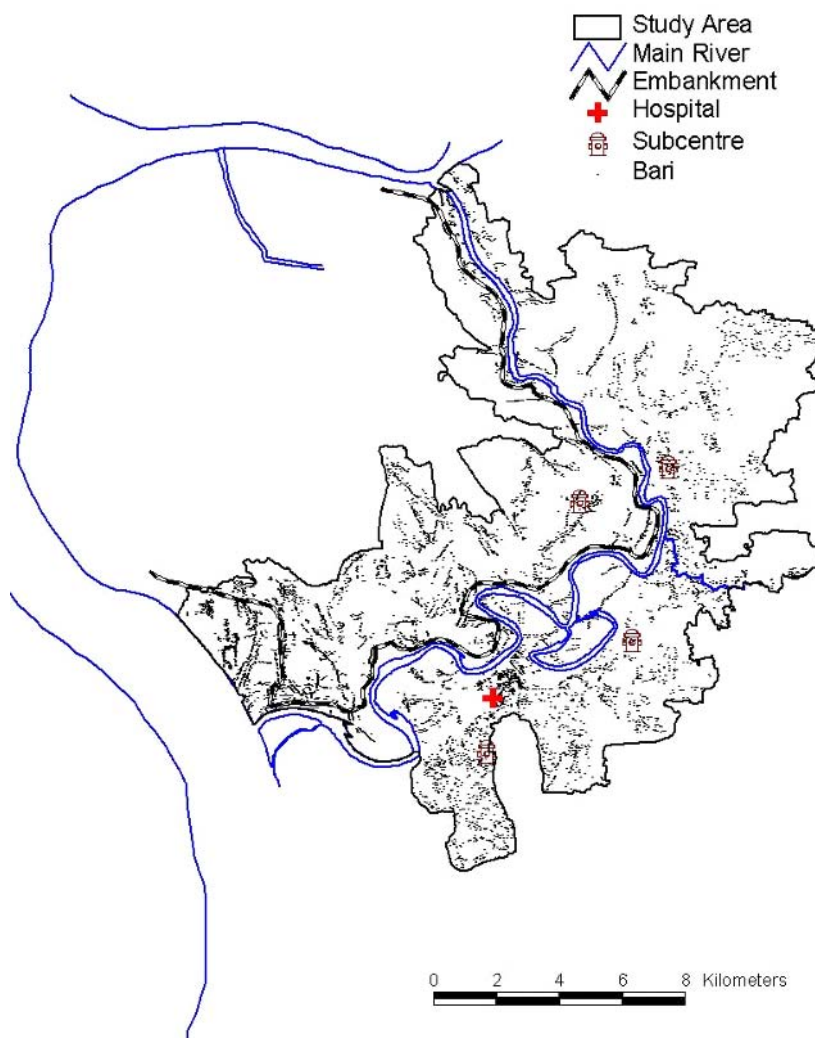 Study Area
Main River
Embankment
Hospital
Subcentre
Bari
0 2 4 6 8 Kilometers